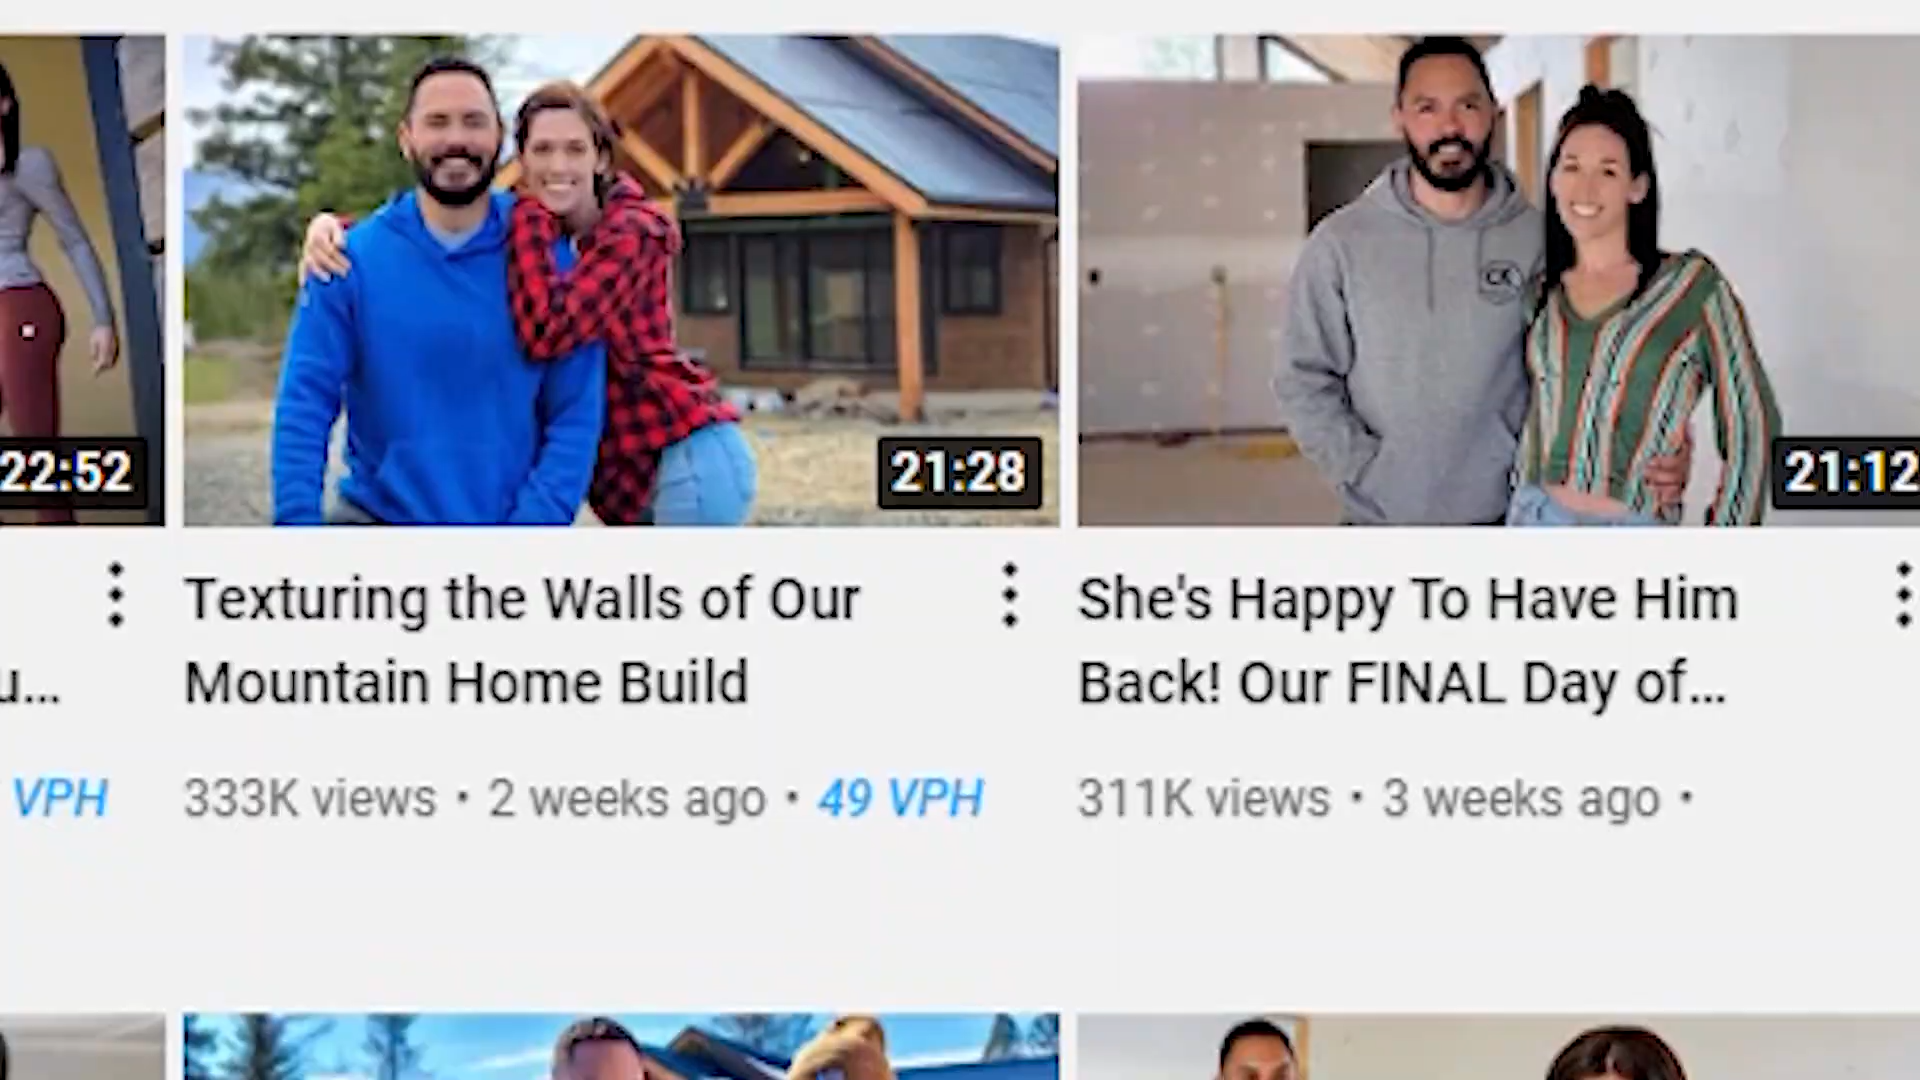 22:52
21:28
21:12
Texturing the Walls of Our
Mountain Home Build
She's Happy To Have Him
Back! Our FINAL Day of...
u...
VPH
333K views • 2 weeks ago • 49 VPH
311K views • 3 weeks ago •